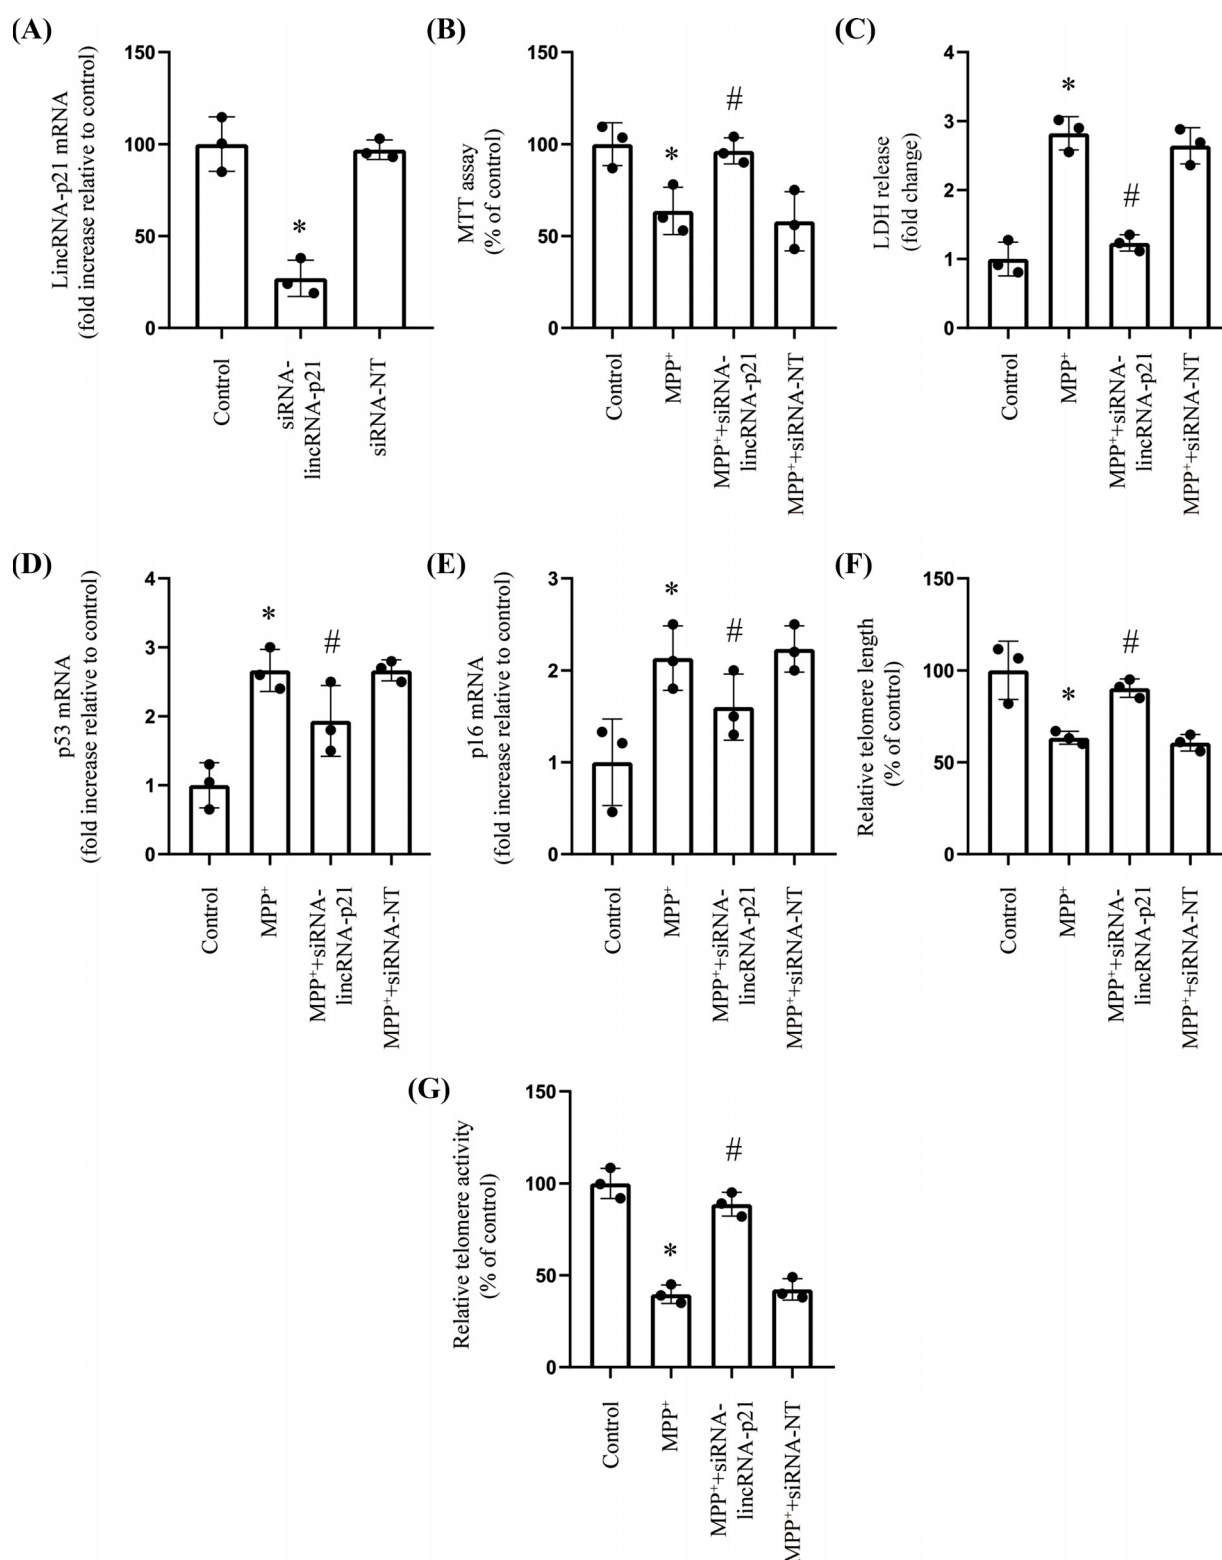 (A)
LincRNA-p21 mRNA
(fold increase relative to control)
150
100
50
0
*
Control
siRNA-
lincRNA-p21
siRNA-NT
(B)
MTT assay
(% of control)
150
100
50
0
*
#
Control
MPP⁺
MPP⁺+siRNA-
lincRNA-p21
MPP⁺+siRNA-NT
(C)
LDH release
(fold change)
4
3
2
1
0
*
#
Control
MPP⁺
MPP⁺+siRNA-
lincRNA-p21
MPP⁺+siRNA-NT
(D)
p53 mRNA
(fold increase relative to control)
4
3
2
1
0
*
#
Control
MPP⁺
MPP⁺+siRNA-
lincRNA-p21
MPP⁺+siRNA-NT
(E)
p16 mRNA
(fold increase relative to control)
3
2
1
0
*
#
Control
MPP⁺
MPP⁺+siRNA-
lincRNA-p21
MPP⁺+siRNA-NT
(F)
Relative telomere length
(% of control)
150
100
50
0
*
#
Control
MPP⁺
MPP⁺+siRNA-
lincRNA-p21
MPP⁺+siRNA-NT
(G)
Relative telomere activity
(% of control)
150
100
50
0
*
#
Control
MPP⁺
MPP⁺+siRNA-
lincRNA-p21
MPP⁺+siRNA-NT